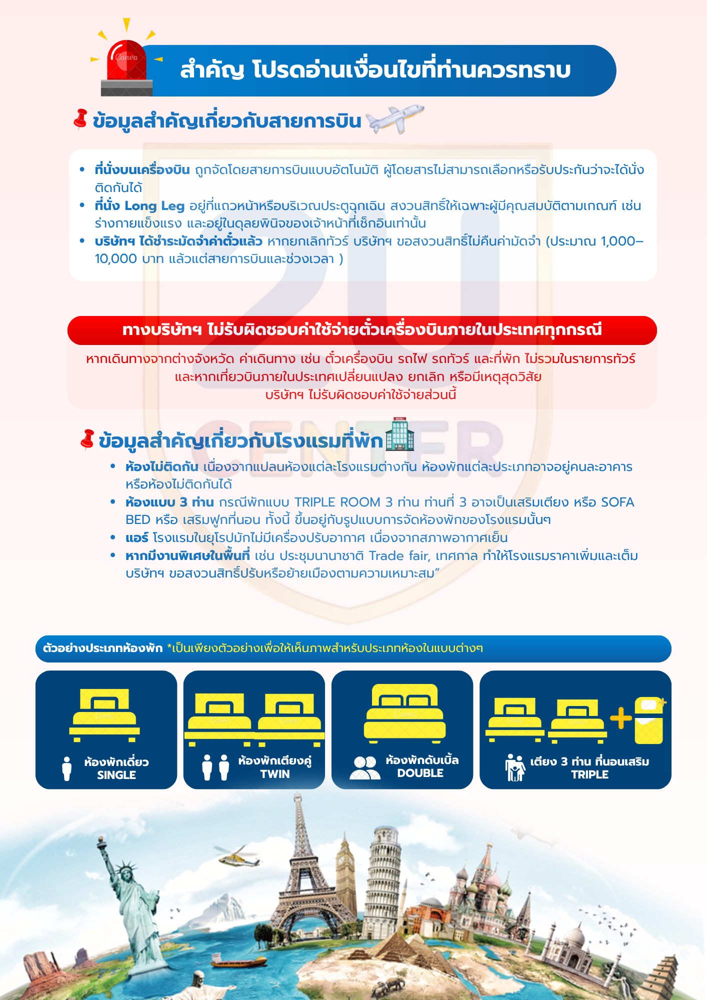 สำคัญ โปรดอ่านเงื่อนไขที่ท่านควรทราบ
ข้อมูลสำคัญเกี่ยวกับสายการบิน
• ที่นั่งบนเครื่องบิน ถูกจัดโดยสายการบินแบบอัตโนมัติ ผู้โดยสารไม่สามารถเลือกหรือรับประกันว่าจะได้นั่ง
ติดกันได้
• ที่นั่ง Long Leg อยู่ที่แถวหน้าหรือบริเวณประตูฉุกเฉิน สงวนสิทธิ์ให้เฉพาะผู้มีคุณสมบัติตามเกณฑ์ เช่น
ร่างกายแข็งแรง และอยู่ในดุลยพินิจของเจ้าหน้าที่เช็กอินเท่านั้น
• บริษัทฯ ได้ชำระมัดจำค่าตั๋วแล้ว หากยกเลิกทัวร์ บริษัทฯ ขอสงวนสิทธิ์ไม่คืนค่ามัดจำ (ประมาณ 1,000–
10,000 บาท แล้วแต่สายการบินและช่วงเวลา )
2U
ทางบริษัทฯ ไม่รับผิดชอบค่าใช้จ่ายตั๋วเครื่องบินภายในประเทศทุกกรณี
หากเดินทางจากต่างจังหวัด ค่าเดินทาง เช่น ตั๋วเครื่องบิน รถไฟ รถทัวร์ และที่พัก ไม่รวมในรายการทัวร์
และหากเที่ยวบินภายในประเทศเปลี่ยนแปลง ยกเลิก หรือมีเหตุสุดวิสัย
บริษัทฯ ไม่รับผิดชอบค่าใช้จ่ายส่วนนี้
CENTER
HOTEL
ข้อมูลสำคัญเกี่ยวกับโรงแรมที่พัก
• ห้องไม่ติดกัน เนื่องจากแปลนห้องแต่ละโรงแรมต่างกัน ห้องพักแต่ละประเภทอาจอยู่คนละอาคาร
หรือห้องไม่ติดกันได้
• ห้องแบบ 3 ท่าน กรณีพักแบบ TRIPLE ROOM 3 ท่าน ท่านที่ 3 อาจเป็นเสริมเตียง หรือ SOFA
BED หรือ เสริมฟูกที่นอน ทั้งนี้ ขึ้นอยู่กับรูปแบบการจัดห้องพักของโรงแรมนั้นๆ
• แอร์ โรงแรมในยุโรปมักไม่มีเครื่องปรับอากาศ เนื่องจากสภาพอากาศเย็น
• หากมีงานพิเศษในพื้นที่ เช่น ประชุมนานาชาติ Trade fair, เทศกาล ทำให้โรงแรมราคาเพิ่มและเต็ม
บริษัทฯ ขอสงวนสิทธิ์ปรับหรือย้ายเมืองตามความเหมาะสม”
ตัวอย่างประเภทห้องพัก *เป็นเพียงตัวอย่างเพื่อให้เห็นภาพสำหรับประเภทห้องในแบบต่างๆ
ห้องพักเดี่ยว
SINGLE
ห้องพักเตียงคู่
TWIN
ห้องพักดับเบิ้ล
DOUBLE
เตียง 3 ท่าน ที่นอนเสริม
TRIPLE